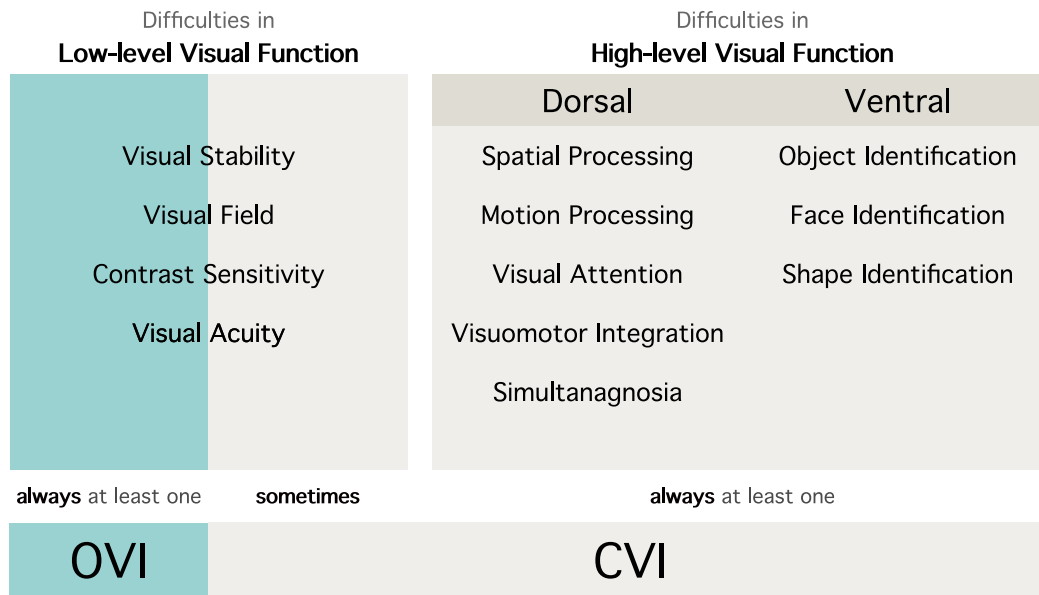 Difficulties in
Low-level Visual Function
Visual Stability
Visual Field
Contrast Sensitivity
Visual Acuity
Difficulties in
High-level Visual Function
Dorsal
Spatial Processing
Motion Processing
Visual Attention
Visuomotor Integration
Simultanagnosia
Ventral
Object Identification
Face Identification
Shape Identification
always at least one
sometimes
always at least one
OVI
CVI